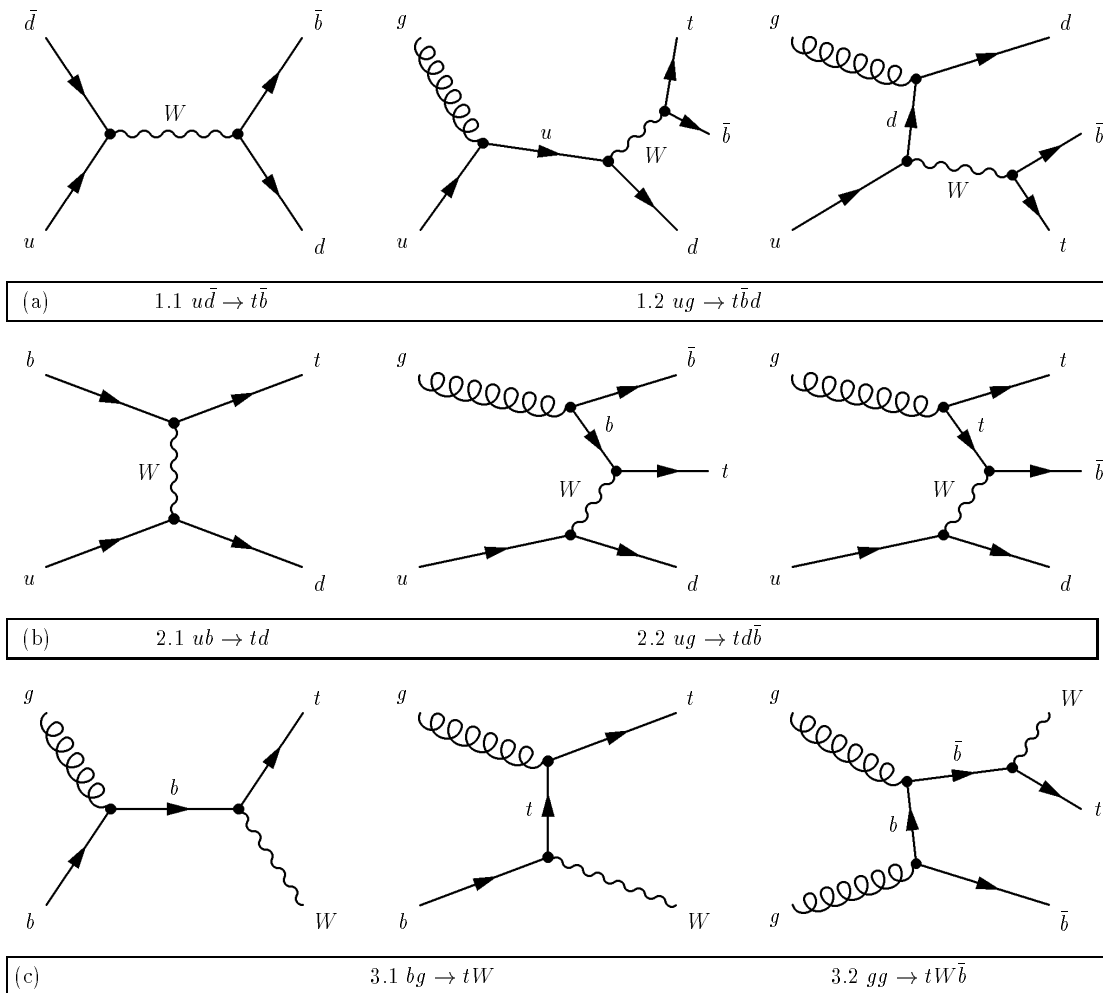 d̄ b̄ g t g d
W u W b̄ d W b̄
u d u d u t
(a) 1.1 ud̄ → tb̄ 1.2 ug → tb̄d
b t g b̄ g t
W b W t t W b̄
u d u d u d
(b) 2.1 ub → td 2.2 ug → tdb̄
g t g t g W
b t b̄ b t
b W b W g b̄
(c) 3.1 bg → tW 3.2 gg → tWb̄